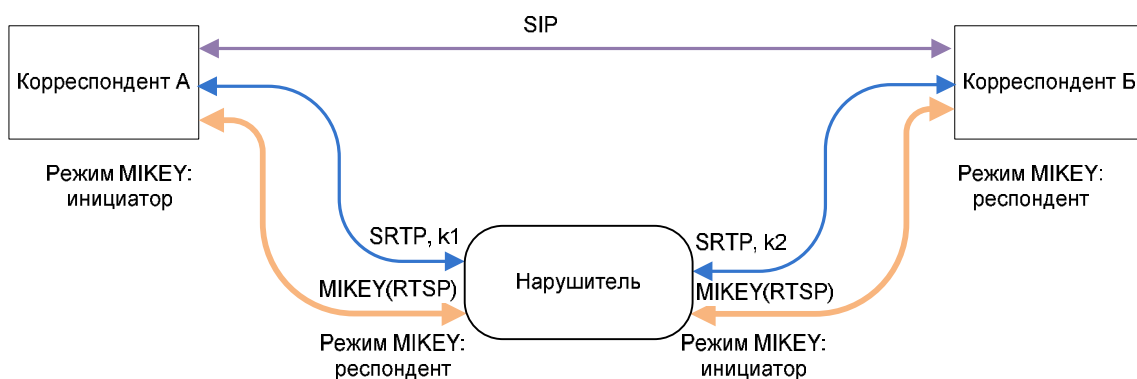 SIP
Корреспондент А
Корреспондент Б
Режим MIKEY:
инициатор
Режим MIKEY:
респондент
SRTP, k1
SRTP, k2
Нарушитель
MIKEY(RTSP)
MIKEY(RTSP)
Режим MIKEY:
респондент
Режим MIKEY:
инициатор